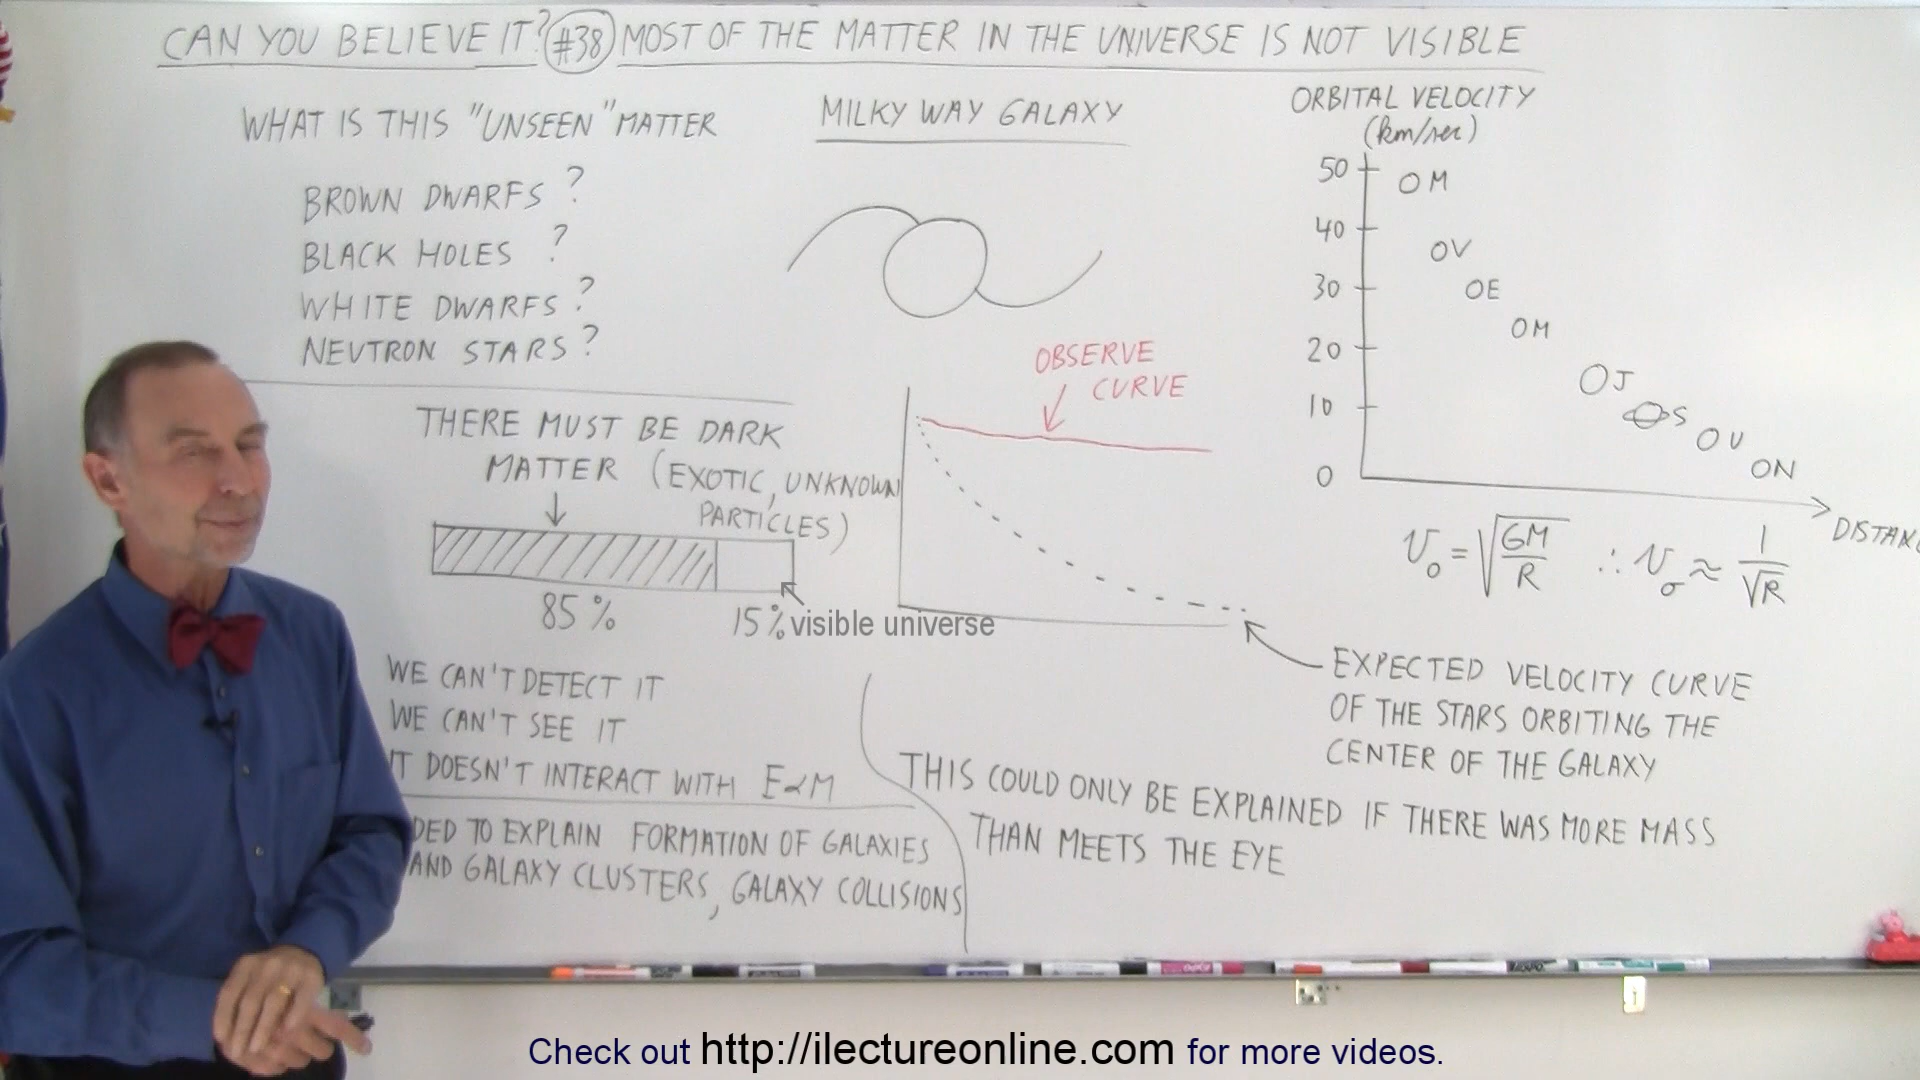 CAN YOU BELIEVE IT? #38 MOST OF THE MATTER IN THE UNIVERSE IS NOT VISIBLE
WHAT IS THIS "UNSEEN" MATTER
BROWN DWARFS ?
BLACK HOLES ?
WHITE DWARFS ?
NEUTRON STARS ?
THERE MUST BE DARK
MATTER (EXOTIC, UNKNOWN
PARTICLES)
85% 15% visible universe
WE CAN'T DETECT IT
WE CAN'T SEE IT
IT DOESN'T INTERACT WITH E&M
DED TO EXPLAIN FORMATION OF GALAXIES
AND GALAXY CLUSTERS, GALAXY COLLISIONS
MILKY WAY GALAXY
OBSERVE
CURVE
ORBITAL VELOCITY
(km/sec)
50
40
30
20
10
0
M
V
E
M
J
S
U
N
DISTANC
v₀ = √(GM/R) ∴ v₀ ≈ 1/√R
EXPECTED VELOCITY CURVE
OF THE STARS ORBITING THE
CENTER OF THE GALAXY
THIS COULD ONLY BE EXPLAINED IF THERE WAS MORE MASS
THAN MEETS THE EYE
Check out http://ilectureonline.com for more videos.